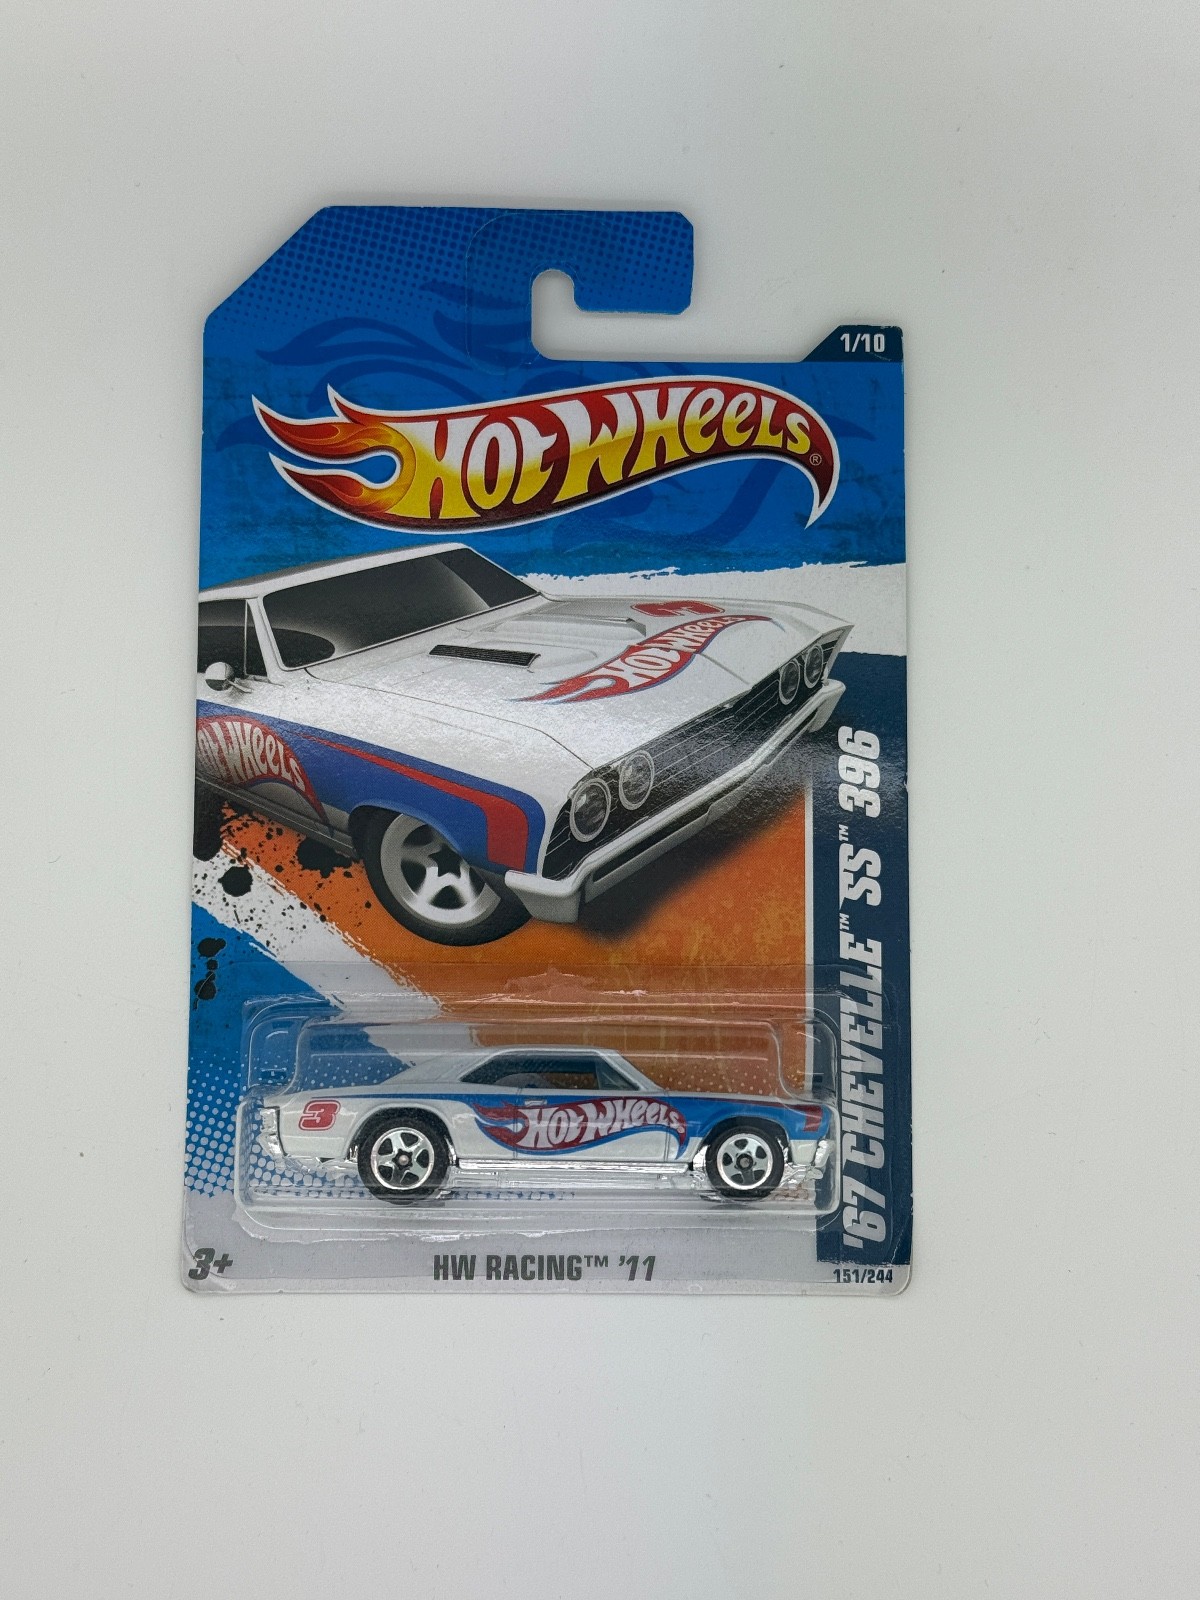 1/10
HOT WHEELS®
3
HOT WHEELS
HOT WHEELS
'67 CHEVELLE™ SS™ 396
3
HOT WHEELS
3+
HW RACING™ '11
151/244